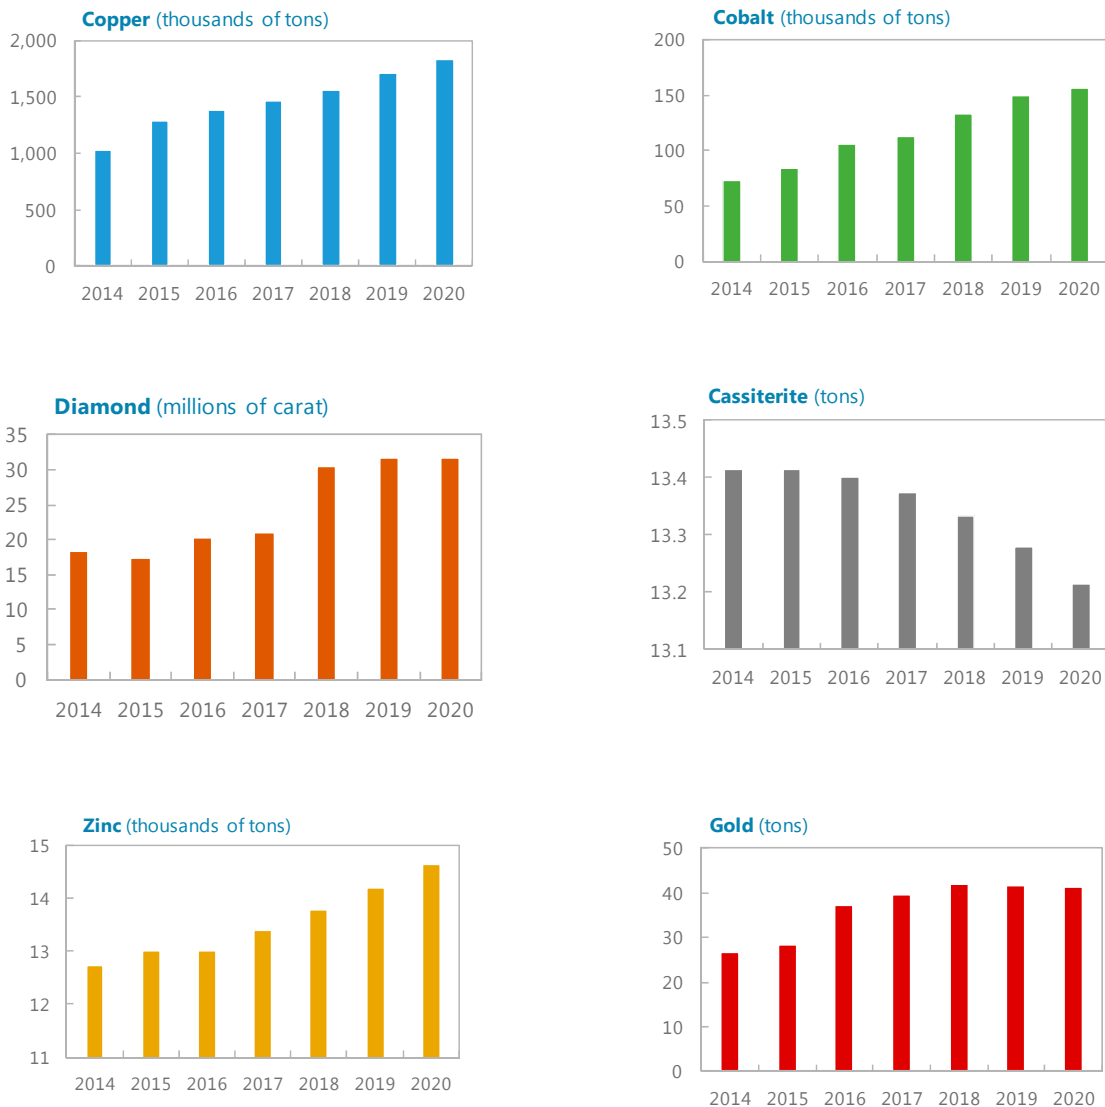 Copper (thousands of tons)
2,000
1,500
1,000
500
0
2014 2015 2016 2017 2018 2019 2020
Cobalt (thousands of tons)
200
150
100
50
0
2014 2015 2016 2017 2018 2019 2020
Diamond (millions of carat)
35
30
25
20
15
10
5
0
2014 2015 2016 2017 2018 2019 2020
Cassiterite (tons)
13.5
13.4
13.3
13.2
13.1
2014 2015 2016 2017 2018 2019 2020
Zinc (thousands of tons)
15
14
13
12
11
2014 2015 2016 2017 2018 2019 2020
Gold (tons)
50
40
30
20
10
0
2014 2015 2016 2017 2018 2019 2020